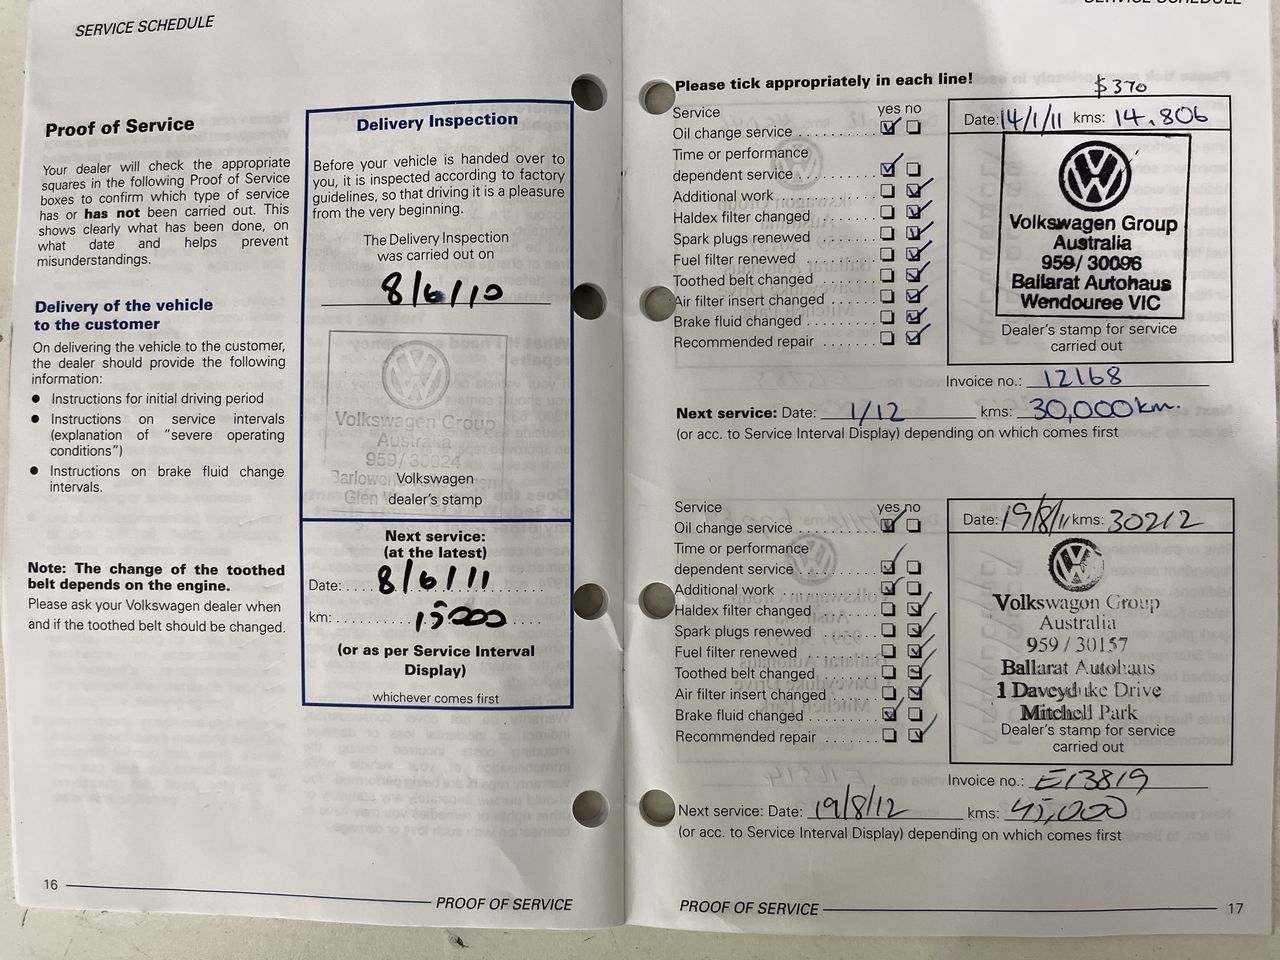 SERVICE SCHEDULE
Proof of Service
Your dealer will check the appropriate
squares in the following Proof of Service
boxes to confirm which type of service
has or has not been carried out. This
shows clearly what has been done, on
what date and helps prevent
misunderstandings.
Delivery of the vehicle
to the customer
On delivering the vehicle to the customer,
the dealer should provide the following
information:
● Instructions for initial driving period
● Instructions on service intervals
(explanation of "severe operating
conditions")
● Instructions on brake fluid change
intervals.
Note: The change of the toothed
belt depends on the engine.
Please ask your Volkswagen dealer when
and if the toothed belt should be changed.
16
PROOF OF SERVICE
Delivery Inspection
Before your vehicle is handed over to
you, it is inspected according to factory
guidelines, so that driving it is a pleasure
from the very beginning.
The Delivery Inspection
was carried out on
8/6/10
Volkswagen Group
Australia
959/30024
Volkswagen
Glen dealer's stamp
Next service:
(at the latest)
Date: .... 8/6/11
km: .......... 15000 ....
(or as per Service Interval
Display)
whichever comes first
SERVICE SCHEDULE
Please tick appropriately in each line!
$370
Service yes no
Oil change service ..........
Time or performance
dependent service ..........
Additional work ..........
Haldex filter changed ........
Spark plugs renewed ........
Fuel filter renewed ..........
Toothed belt changed ........
Air filter insert changed ......
Brake fluid changed ........
Recommended repair ........
Date: 14/1/11 kms: 14.806
Volkswagen Group
Australia
959/30096
Ballarat Autohaus
Wendouree VIC
Dealer's stamp for service
carried out
Invoice no.: 12168
Next service: Date: 1/12 kms: 30,000km.
(or acc. to Service Interval Display) depending on which comes first
Service yes no
Oil change service ..........
Time or performance
dependent service ..........
Additional work ..........
Haldex filter changed ........
Spark plugs renewed ........
Fuel filter renewed ..........
Toothed belt changed ........
Air filter insert changed ......
Brake fluid changed ........
Recommended repair ........
Date: 19/8/11 kms: 30212
Volkswagon Group
Australia
959 / 30157
Ballarat Autohaus
1 Daveyduke Drive
Mitchell Park
Dealer's stamp for service
carried out
Invoice no.: E13819
Next service: Date: 19/8/12 kms: 45,000
(or acc. to Service Interval Display) depending on which comes first
PROOF OF SERVICE
17